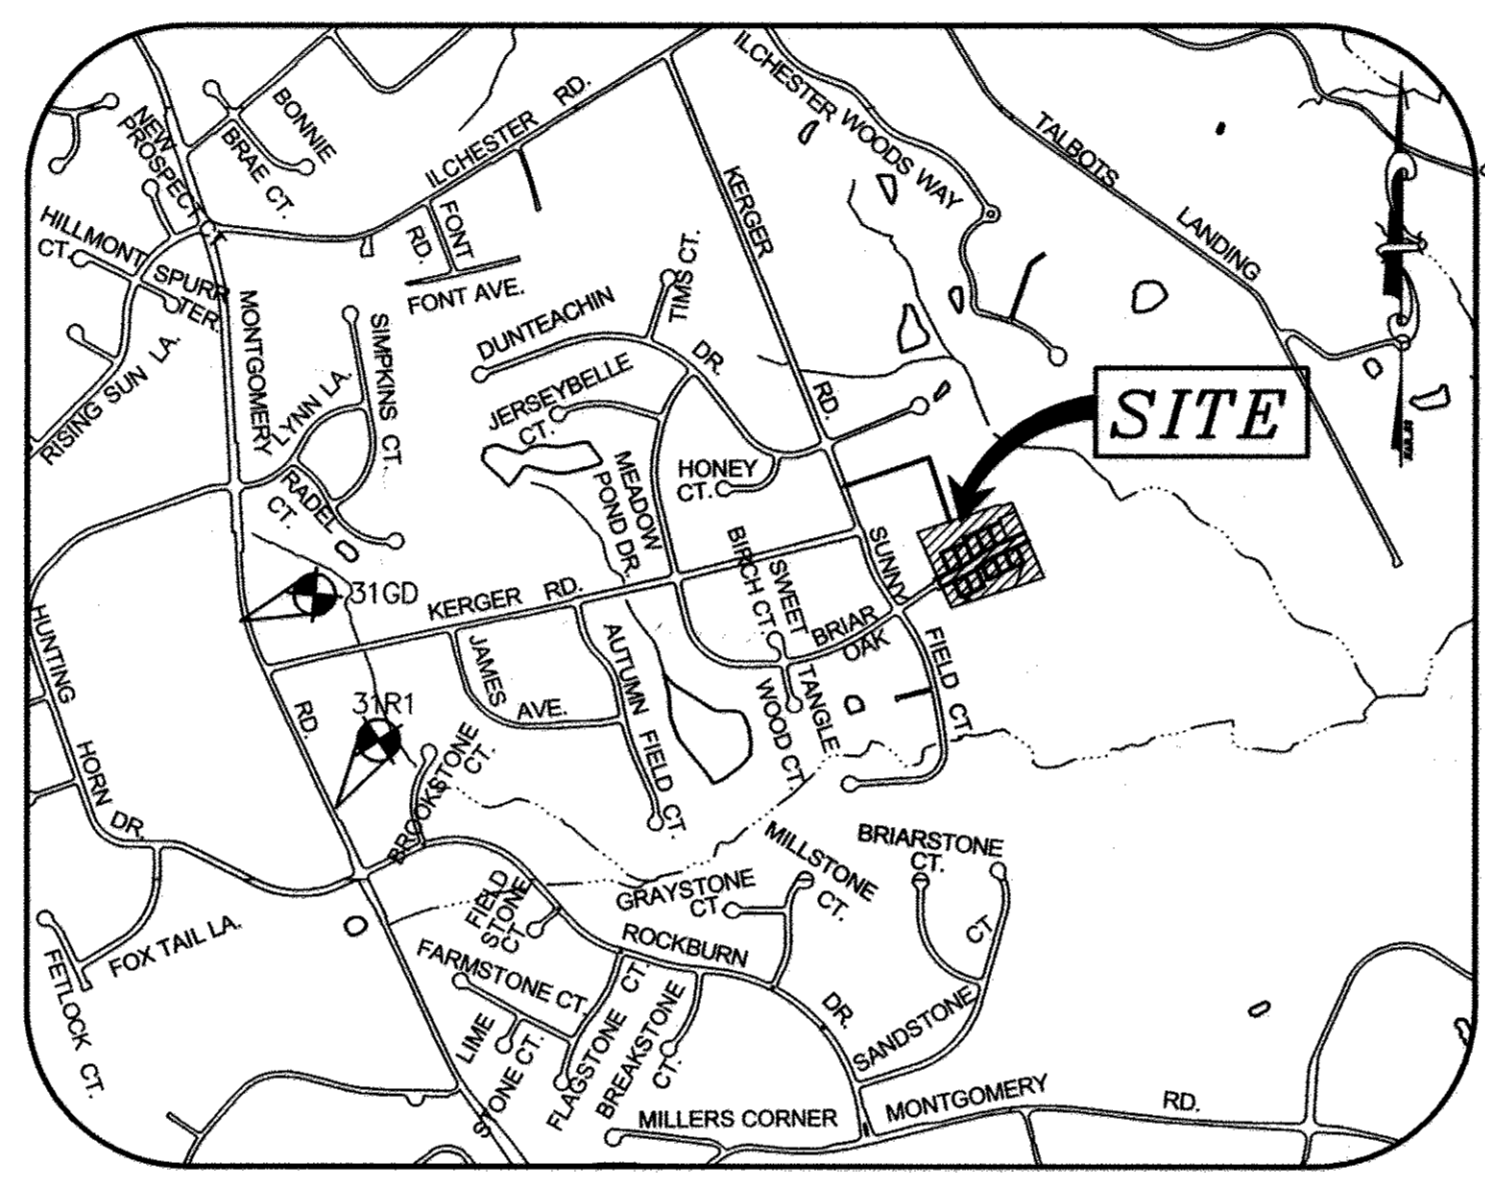 ILCHESTER WOODS WAY
BONNIE
BRAE CT.
NEW
PROSPECT
ILCHESTER RD.
KERGER
RD.
TALBOTS
LANDING
HILLMONT
CT.
SPURR
TER.
FONT
RD.
FONT AVE.
TIMS CT.
MONTGOMERY
RD.
SIMPKINS CT.
DUNTEACHIN
DR.
RISING SUN LA.
LYNN LA.
JERSEYBELLE
CT.
SITE
RADEL
CT.
MEADOW
POND DR.
HONEY
CT.
31GD
KERGER RD.
BIRCH CT.
SWEET
SUNNY
FIELD CT.
BRIAR
OAK
HUNTING
HORN DR.
JAMES
AVE.
AUTUMN FIELD CT.
TANGLE
WOOD CT.
31R1
BROOKSTONE
CT.
MILLSTONE
CT.
BRIARSTONE
CT.
GRAYSTONE
CT
FIELD
STONE
CT.
FOX TAIL LA.
FETLOCK CT.
ROCKBURN
DR.
FARMSTONE CT.
LIME
STONE CT.
FLAGSTONE CT.
BREAKSTONE
CT.
SANDSTONE
CT
MILLERS CORNER
MONTGOMERY RD.